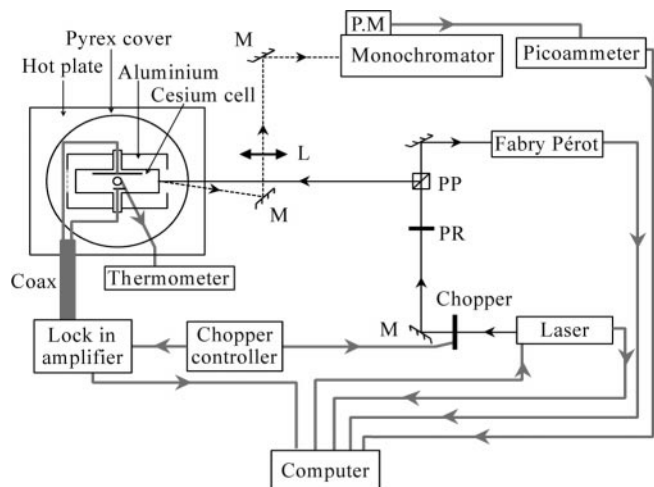 P.M
M
Monochromator
Picoammeter
Pyrex cover
Hot plate
Aluminium
Cesium cell
L
Fabry Pérot
PP
M
PR
Thermometer
Coax
Chopper
Lock in
amplifier
Chopper
controller
M
Laser
Computer